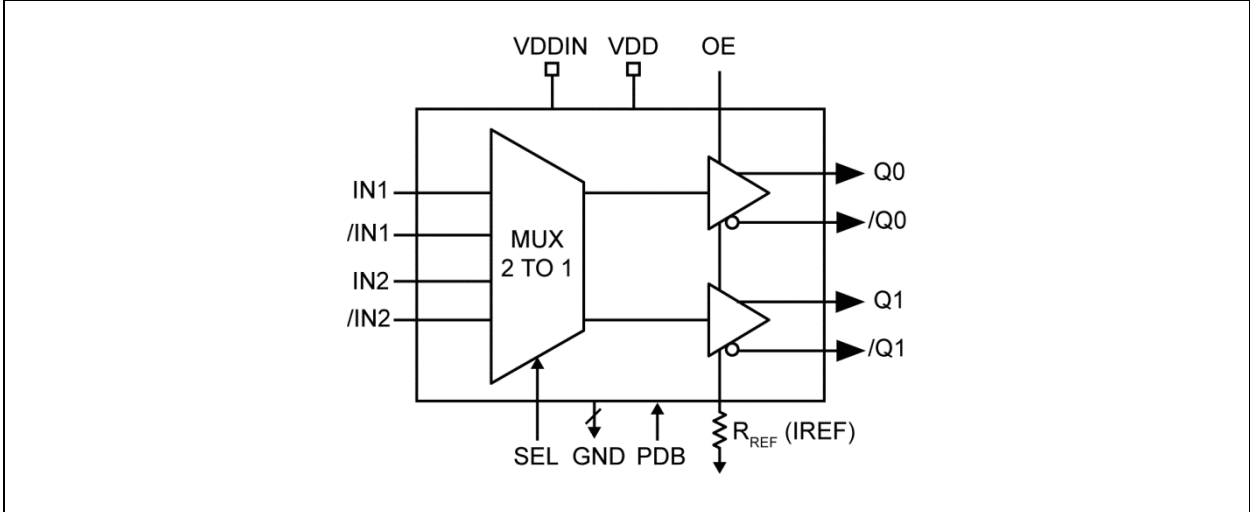 VDDIN VDD OE
IN1
/IN1
IN2
/IN2
MUX
2 TO 1
Q0
/Q0
Q1
/Q1
SEL GND PDB
RREF (IREF)